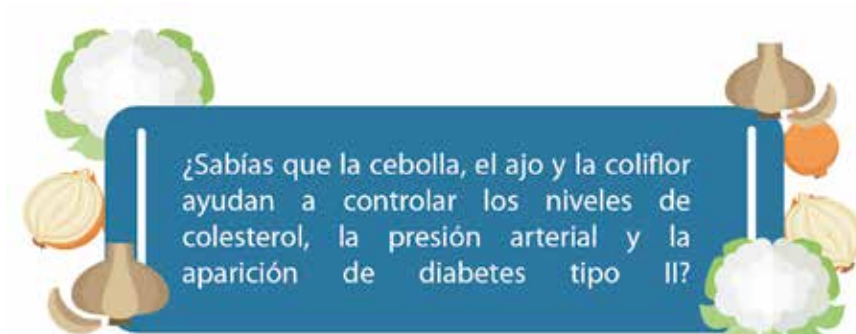 ¿Sabías que la cebolla, el ajo y la coliflor
ayudan a controlar los niveles de
colesterol, la presión arterial y la
aparición de diabetes tipo II?